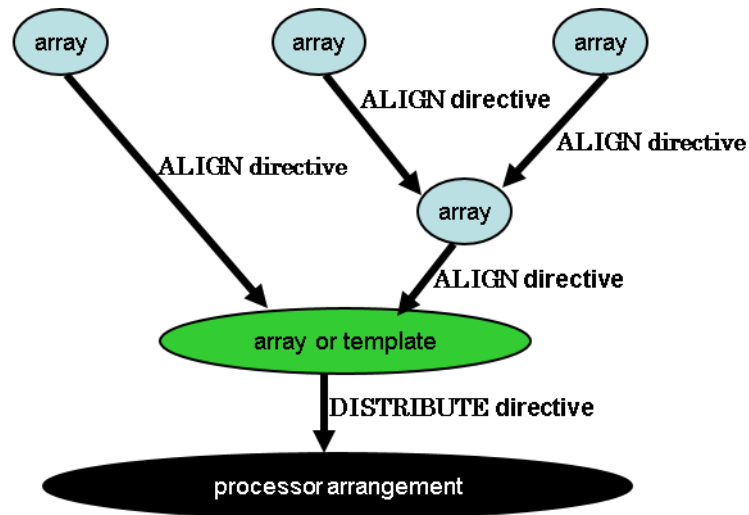 array
array
array
ALIGN directive
ALIGN directive
ALIGN directive
array
ALIGN directive
array or template
DISTRIBUTE directive
processor arrangement